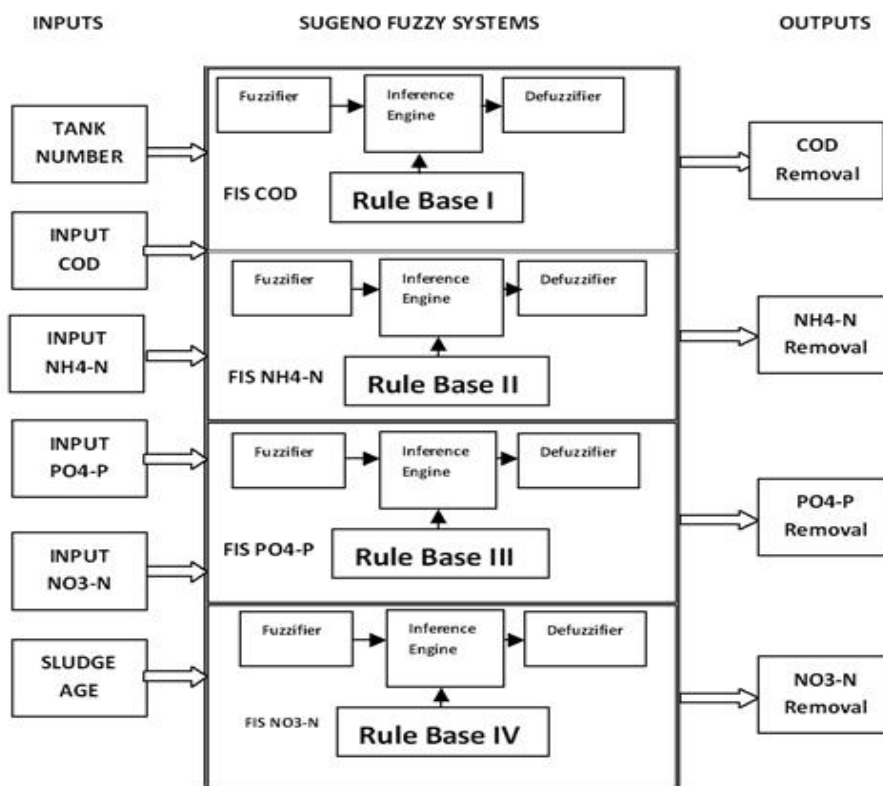 INPUTS
SUGENO FUZZY SYSTEMS
OUTPUTS
TANK
NUMBER
INPUT
COD
INPUT
NH4-N
INPUT
PO4-P
INPUT
NO3-N
SLUDGE
AGE
Fuzzifier
Inference
Engine
Defuzzifier
FIS COD
Rule Base I
Fuzzifier
Inference
Engine
Defuzzifier
FIS NH4-N
Rule Base II
Fuzzifier
Inference
Engine
Defuzzifier
FIS PO4-P
Rule Base III
Fuzzifier
Inference
Engine
Defuzzifier
FIS NO3-N
Rule Base IV
COD
Removal
NH4-N
Removal
PO4-P
Removal
NO3-N
Removal